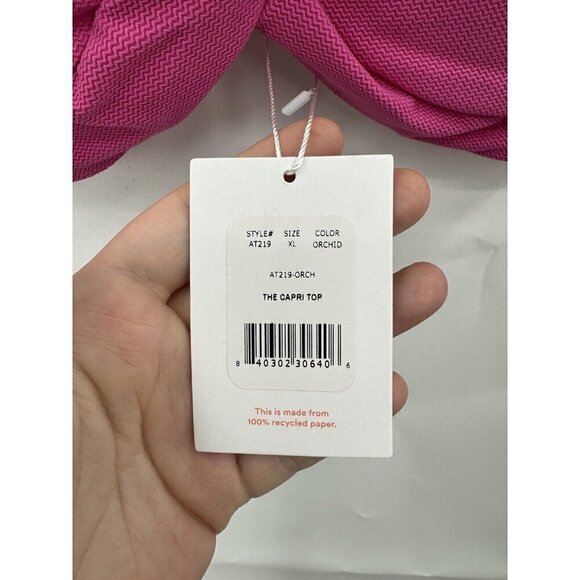 STYLE# SIZE COLOR
AT219 XL ORCHID
AT219-ORCH
THE CAPRI TOP
8 40302 30640 6
This is made from
100% recycled paper.